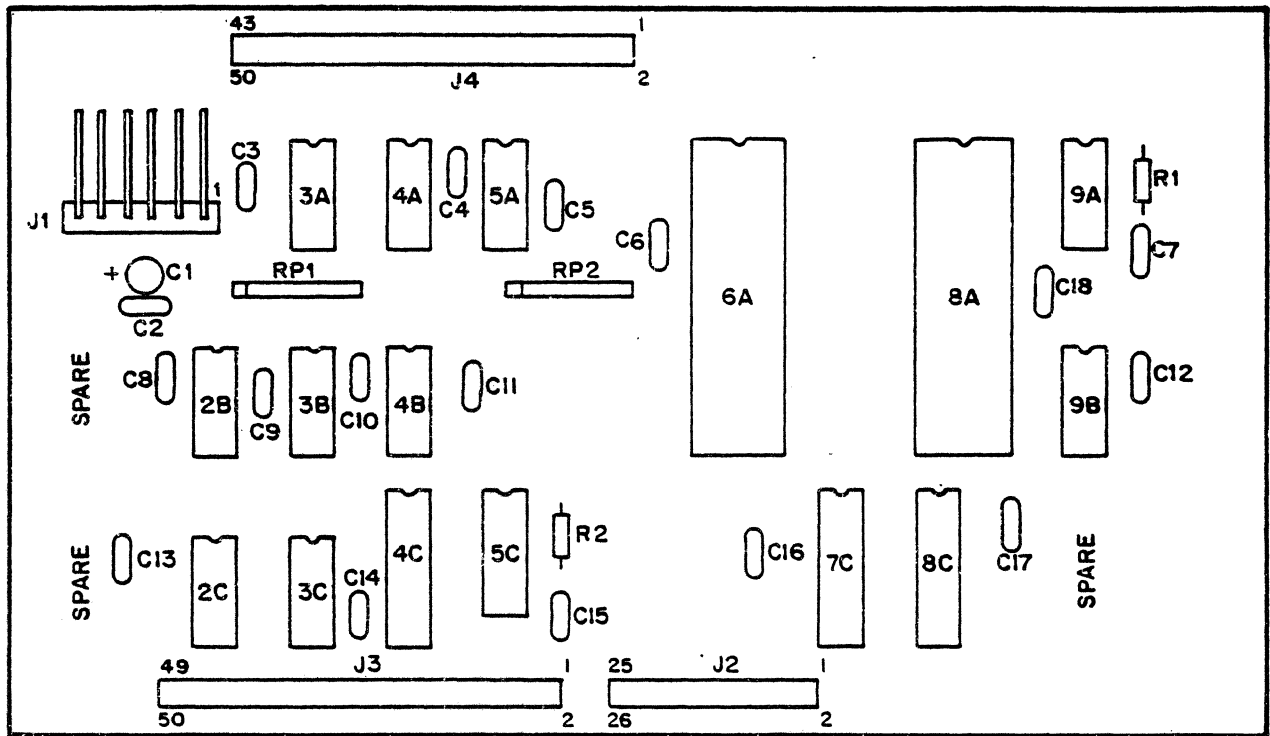 43 1
50 J4 2
C3
3A
4A
C4
5A
C5
9A
R1
J1
1
C6
C7
+ C1
RP1
RP2
6A
8A
C18
C2
SPARE
C8
2B
C9
3B
C10
4B
C11
9B
C12
SPARE
C13
2C
3C
C14
4C
5C
R2
C15
C16
7C
8C
C17
SPARE
49 J3 1
50 2
25 J2 1
26 2